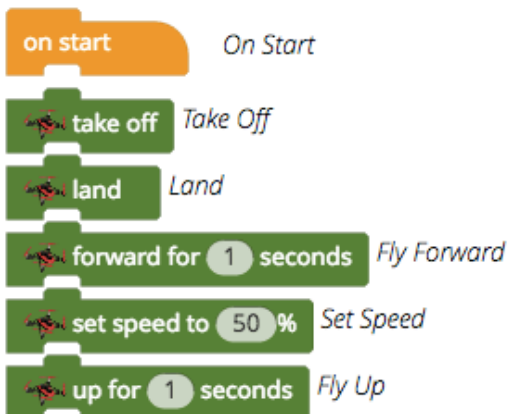 on start On Start
take off Take Off
land Land
forward for 1 seconds Fly Forward
set speed to 50 % Set Speed
up for 1 seconds Fly Up